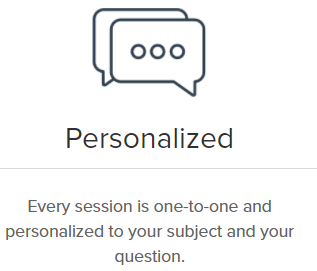 Personalized
Every session is one-to-one and
personalized to your subject and your
question.